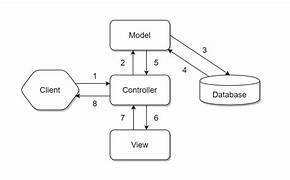 Model
3
2
5
4
1
Client
Controller
Database
8
7
6
View